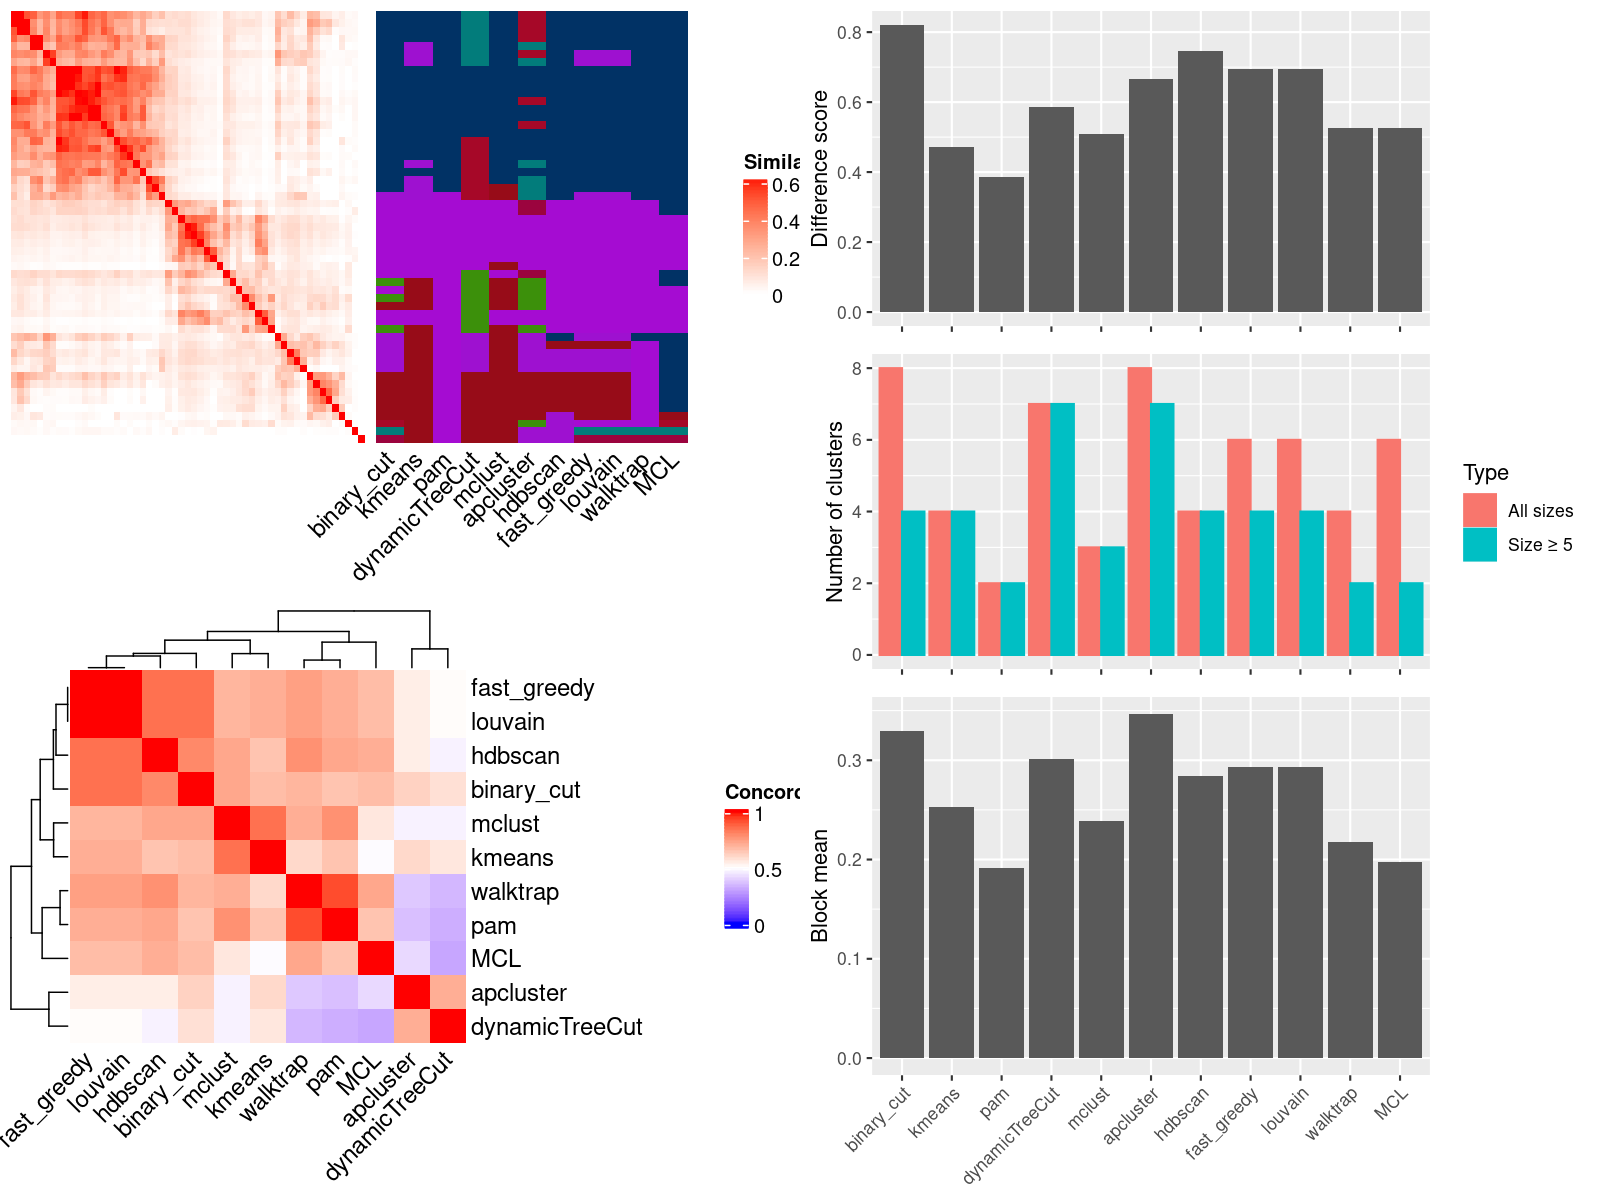 Simila
0.6
0.4
0.2
0
binary_cut
kmeans
pam
dynamicTreeCut
mclust
apcluster
hdbscan
fast_greedy
louvain
walktrap
MCL
Difference score
0.8
0.6
0.4
0.2
0.0
Number of clusters
8
6
4
2
0
Type
All sizes
Size ≥ 5
fast_greedy
louvain
hdbscan
binary_cut
mclust
kmeans
walktrap
pam
MCL
apcluster
dynamicTreeCut
fast_greedy
louvain
hdbscan
binary_cut
mclust
kmeans
walktrap
pam
MCL
apcluster
dynamicTreeCut
Concord
1
0.5
0
Block mean
0.3
0.2
0.1
0.0
binary_cut
kmeans
pam
dynamicTreeCut
mclust
apcluster
hdbscan
fast_greedy
louvain
walktrap
MCL